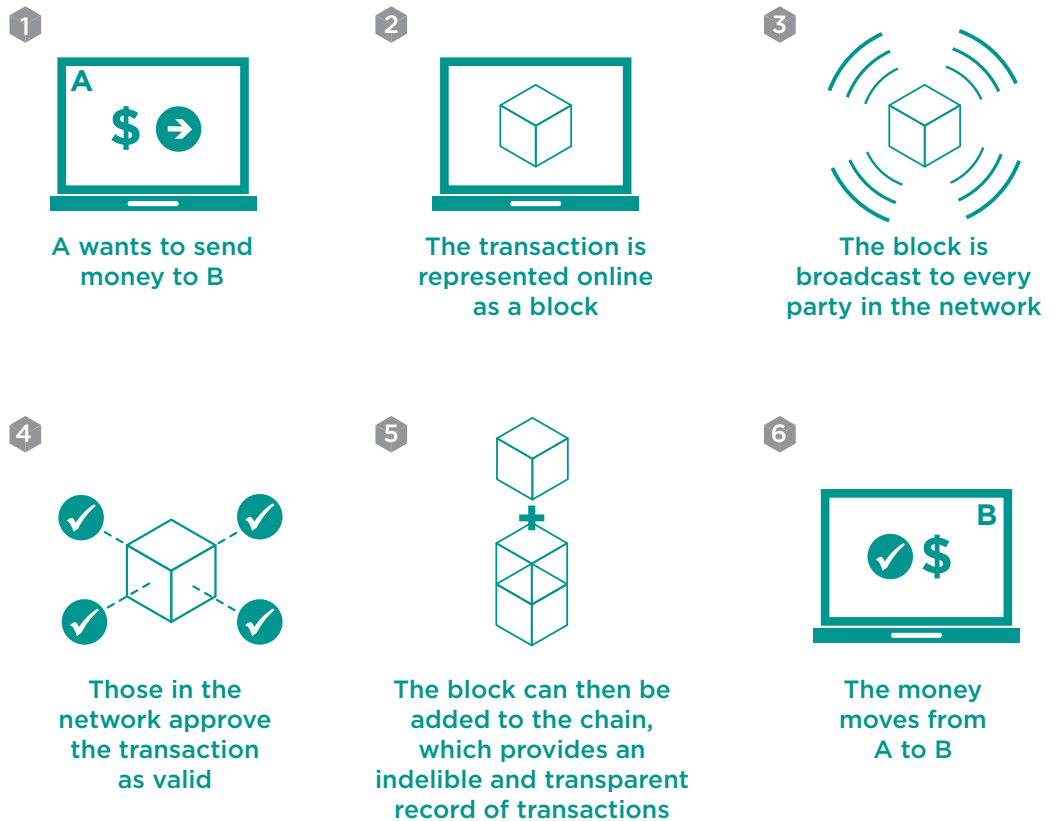 1
A
$
A wants to send
money to B
2
The transaction is
represented online
as a block
3
The block is
broadcast to every
party in the network
4
Those in the
network approve
the transaction
as valid
5
+
The block can then be
added to the chain,
which provides an
indelible and transparent
record of transactions
6
B
$
The money
moves from
A to B